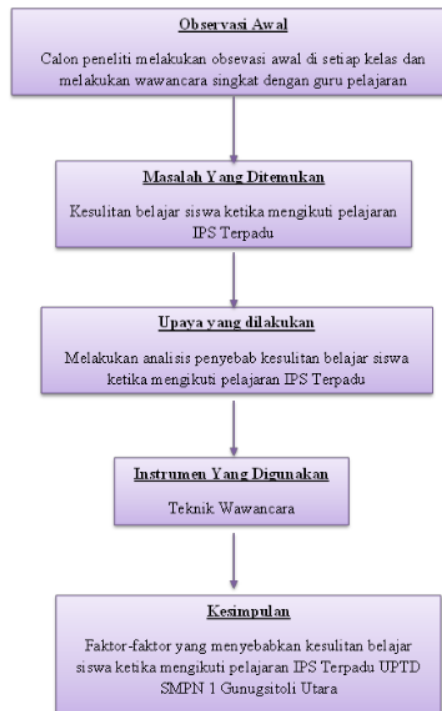 Observasi Awal
Calon peneliti melakukan obsevasi awal di setiap kelas dan
melakukan wawancara singkat dengan guru pelajaran
Masalah Yang Ditemukan
Kesulitan belajar siswa ketika mengikuti pelajaran
IPS Terpadu
Upaya yang dilakukan
Melakukan analisis penyebab kesulitan belajar siswa
ketika mengikuti pelajaran IPS Terpadu
Instrumen Yang Digunakan
Teknik Wawancara
Kesimpulan
Faktor-faktor yang menyebabkan kesulitan belajar
siswa ketika mengikuti pelajaran IPS Terpadu UPTD
SMPN 1 Gunugsitoli Utara